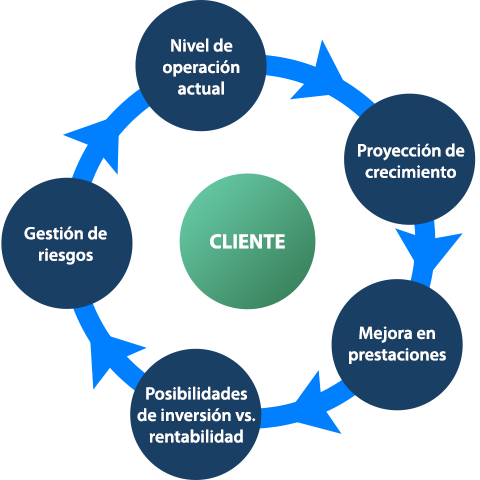 Nivel de
operación
actual
Proyección de
crecimiento
Mejora en
prestaciones
Posibilidades
de inversión vs.
rentabilidad
Gestión de
riesgos
CLIENTE